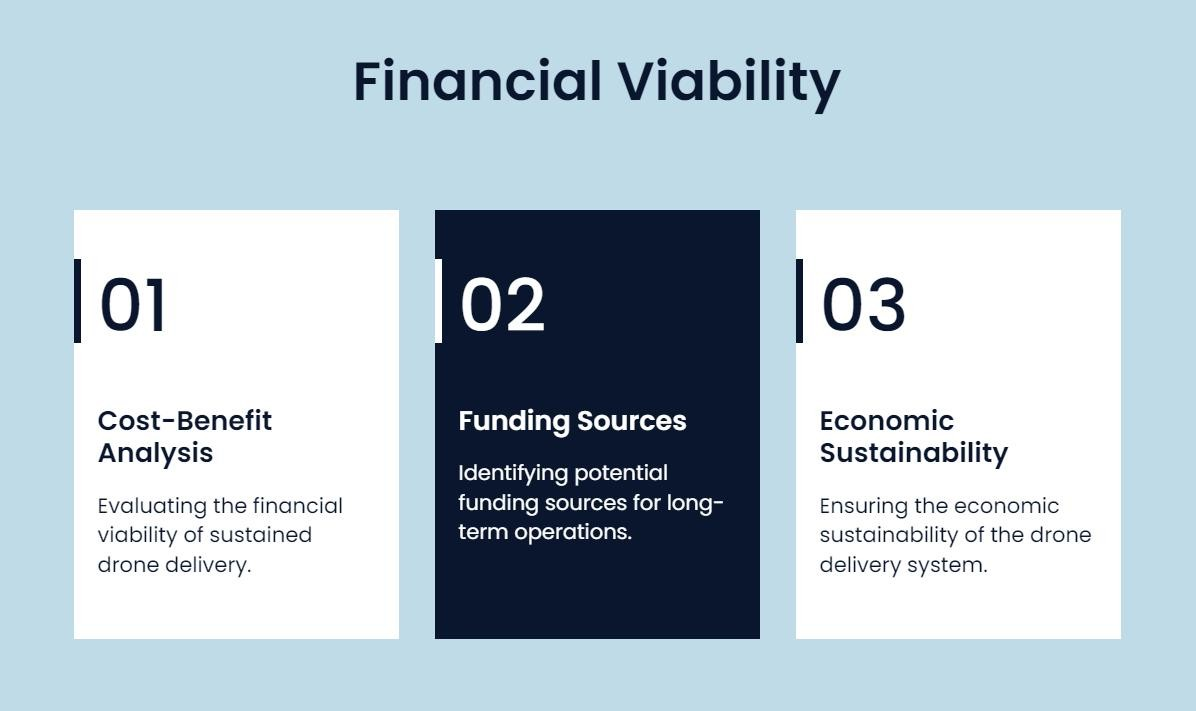 Financial Viability
01
Cost-Benefit
Analysis
Evaluating the financial
viability of sustained
drone delivery.
02
Funding Sources
Identifying potential
funding sources for long-
term operations.
03
Economic
Sustainability
Ensuring the economic
sustainability of the drone
delivery system.